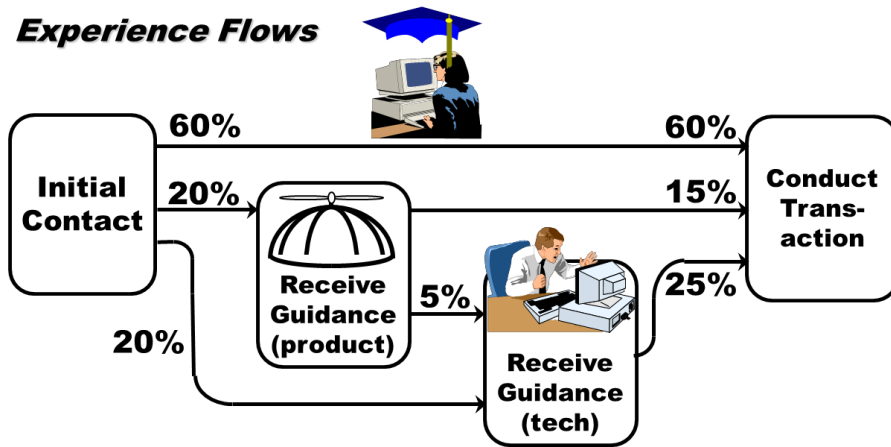 Experience Flows
60%
60%
Initial
Contact
20%
15%
Conduct
Trans-
action
Receive
Guidance
(product)
5%
25%
20%
Receive
Guidance
(tech)